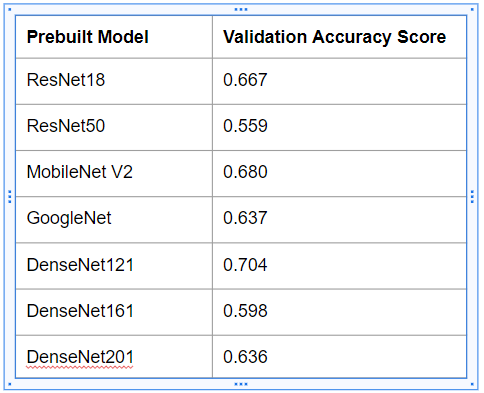 Prebuilt Model Validation Accuracy Score
ResNet18 0.667
ResNet50 0.559
MobileNet V2 0.680
GoogleNet 0.637
DenseNet121 0.704
DenseNet161 0.598
DenseNet201 0.636